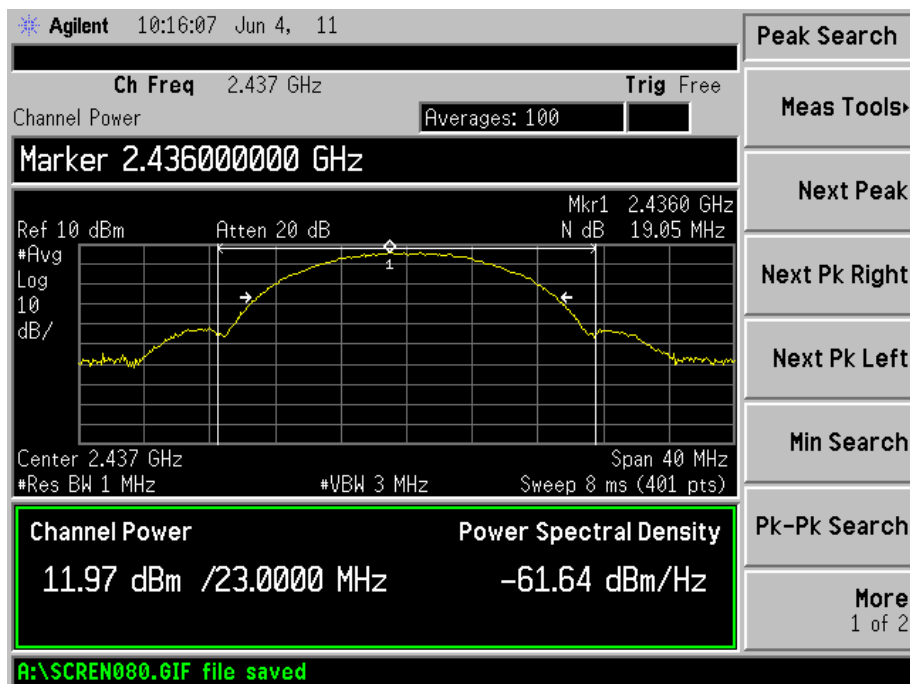 Agilent 10:16:07 Jun 4, 11
Peak Search
Ch Freq 2.437 GHz Trig Free
Channel Power Averages: 100
Meas Tools
Marker 2.436000000 GHz
Next Peak
Mkr1 2.4360 GHz
Ref 10 dBm Atten 20 dB N dB 19.05 MHz
#Avg
Log
10
dB/
1
Next Pk Right
Next Pk Left
Min Search
Center 2.437 GHz Span 40 MHz
#Res BW 1 MHz #VBW 3 MHz Sweep 8 ms (401 pts)
Channel Power Power Spectral Density
Pk-Pk Search
11.97 dBm /23.0000 MHz -61.64 dBm/Hz
More
1 of 2
A:\SCREN080.GIF file saved